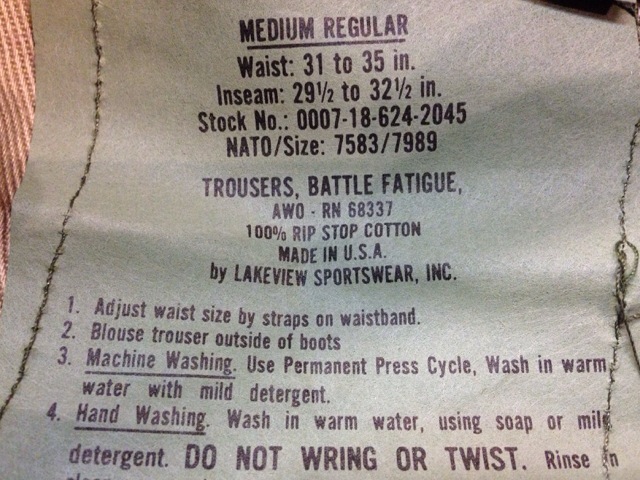 MEDIUM REGULAR
Waist: 31 to 35 in.
Inseam: 29½ to 32½ in.
Stock No.: 0007-18-624-2045
NATO/Size: 7583/7989
TROUSERS, BATTLE FATIGUE,
AWO - RN 68337
100% RIP STOP COTTON
MADE IN U.S.A.
by LAKEVIEW SPORTSWEAR, INC.
1. Adjust waist size by straps on waistband.
2. Blouse trouser outside of boots
3. Machine Washing. Use Permanent Press Cycle, Wash in warm
water with mild detergent.
4. Hand Washing. Wash in warm water, using soap or mild
detergent. DO NOT WRING OR TWIST. Rinse in